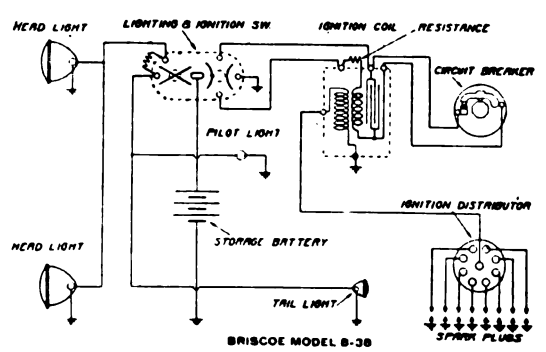 HEAD LIGHT
LIGHTING & IGNITION SW.
IGNITION COIL
RESISTANCE
CIRCUIT BREAKER
PILOT LIGHT
IGNITION DISTRIBUTOR
STORAGE BATTERY
HEAD LIGHT
TAIL LIGHT
SPARK PLUGS
BRISCOE MODEL B-38